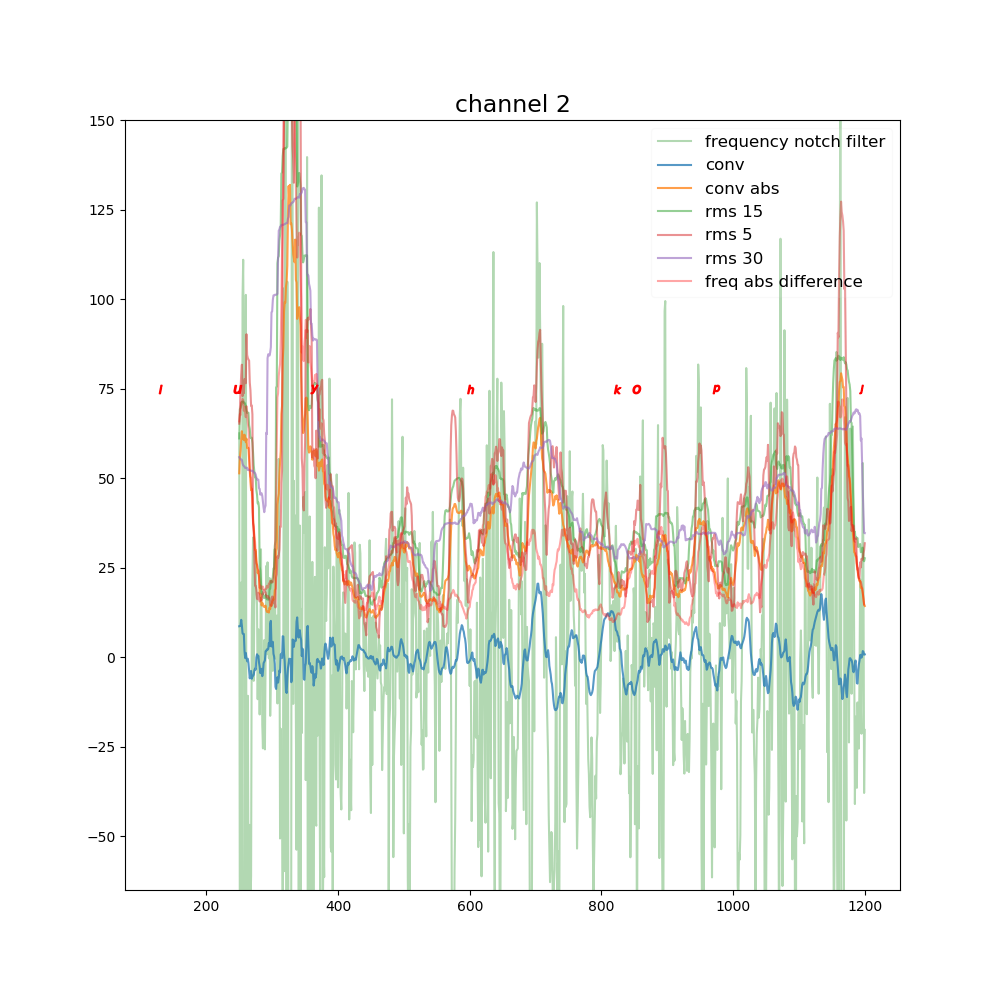 channel 2
150
125
100
75
50
25
0
−25
−50
frequency notch filter
conv
conv abs
rms 15
rms 5
rms 30
freq abs difference
l u y h k o p j
200 400 600 800 1000 1200